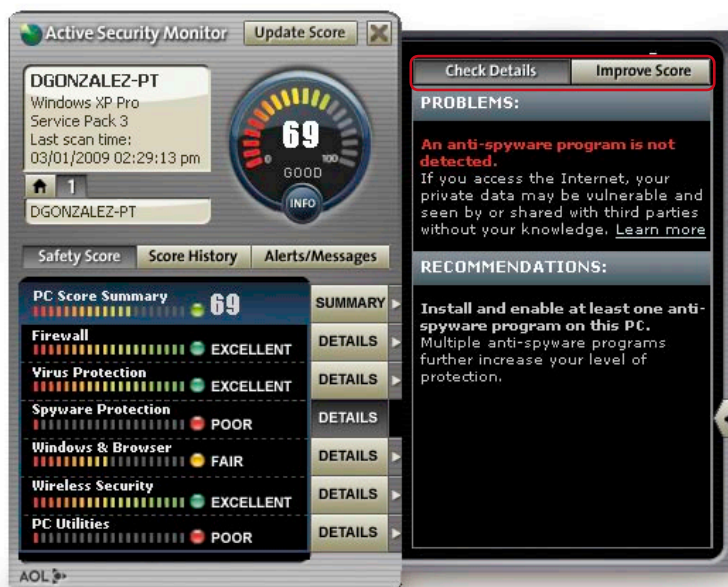 Active Security Monitor
Update Score
DGONZALEZ-PT
Windows XP Pro
Service Pack 3
Last scan time:
03/01/2009 02:29:13 pm
1
DGONZALEZ-PT
69
0
100
GOOD
INFO
Safety Score
Score History
Alerts/Messages
PC Score Summary
69
SUMMARY
Firewall
EXCELLENT
DETAILS
Virus Protection
EXCELLENT
DETAILS
Spyware Protection
POOR
DETAILS
Windows & Browser
FAIR
DETAILS
Wireless Security
EXCELLENT
DETAILS
PC Utilities
POOR
DETAILS
AOL
Check Details
Improve Score
PROBLEMS:
An anti-spyware program is not
detected.
If you access the Internet, your
private data may be vulnerable and
seen by or shared with third parties
without your knowledge. Learn more
RECOMMENDATIONS:
Install and enable at least one anti-
spyware program on this PC.
Multiple anti-spyware programs
further increase your level of
protection.